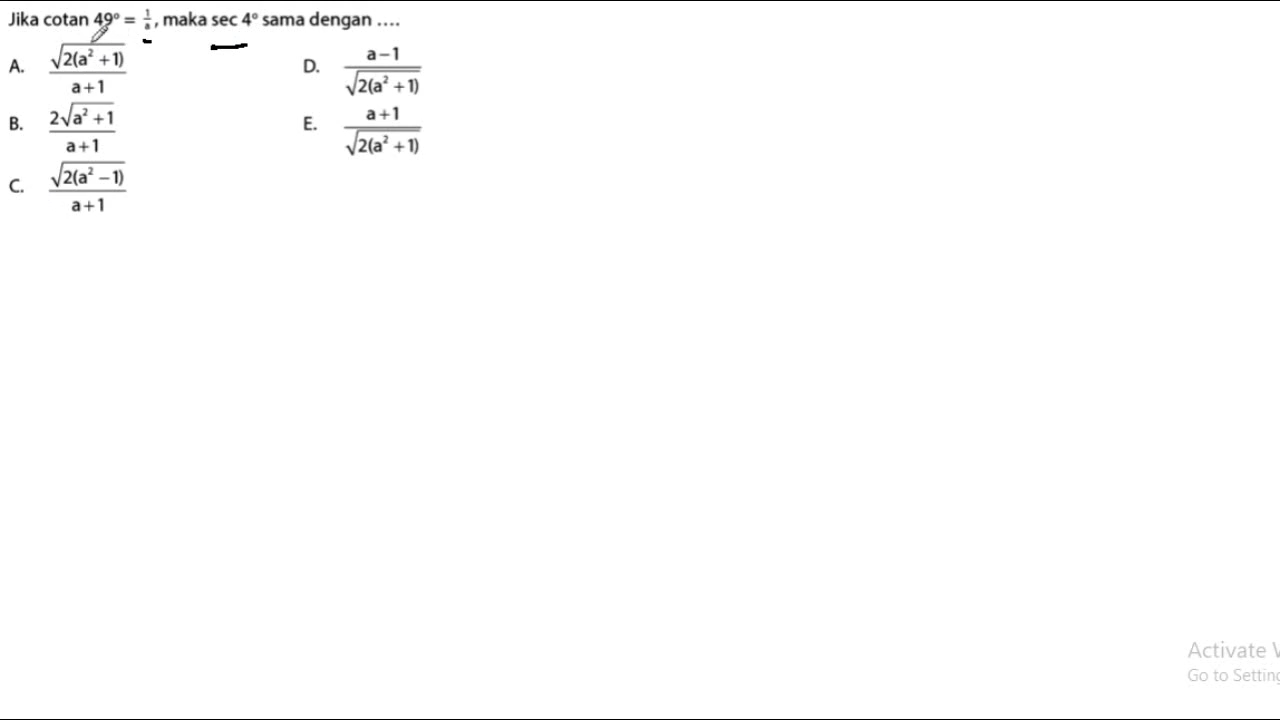 Jika cotan 49° = 1/a, maka sec 4° sama dengan ....
A. √(2(a² + 1)) / (a + 1)
B. 2√(a² + 1) / (a + 1)
C. √(2(a² − 1)) / (a + 1)
D. (a − 1) / √(2(a² + 1))
E. (a + 1) / √(2(a² + 1))
Activate
Go to Setting